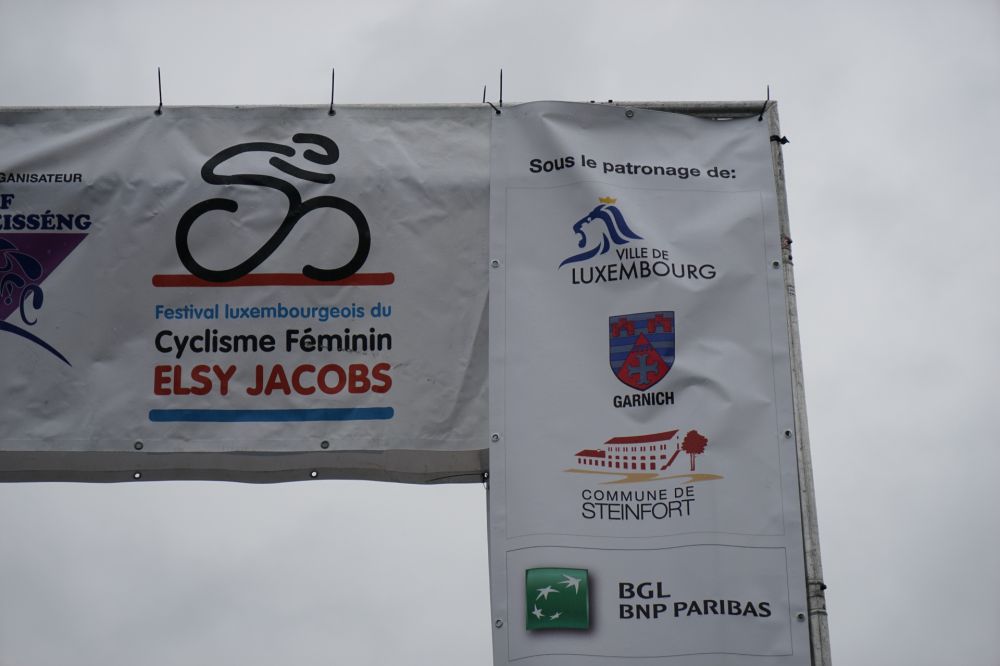 GANISATEUR
F
EISSÉNG
Festival luxembourgeois du
Cyclisme Féminin
ELSY JACOBS
Sous le patronage de:
VILLE DE
LUXEMBOURG
GARNICH
COMMUNE DE
STEINFORT
BGL
BNP PARIBAS